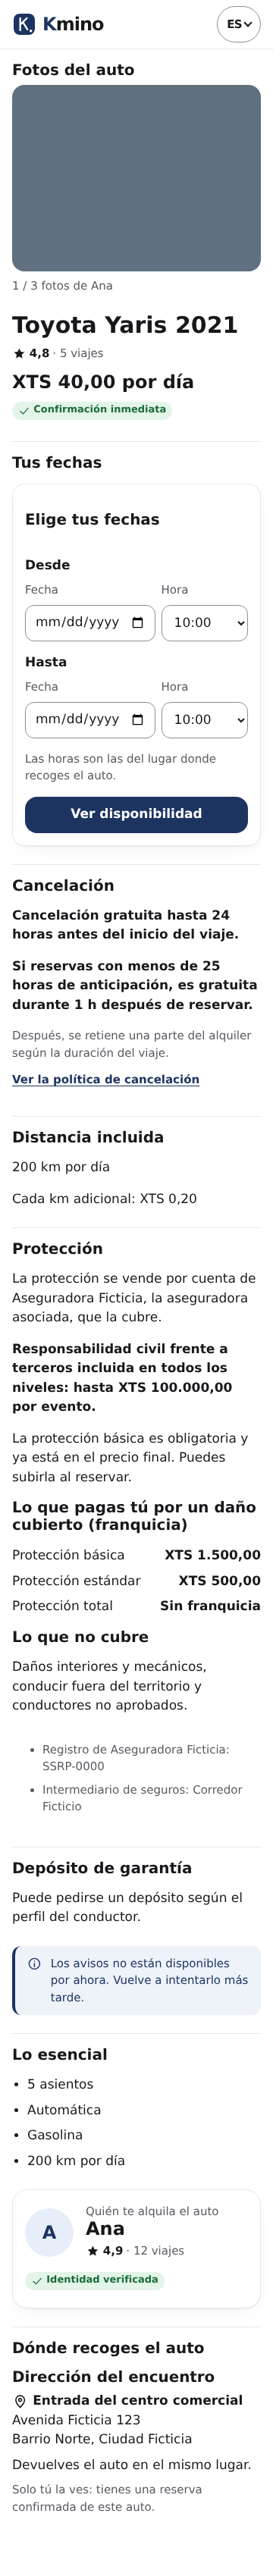 Kmino
ES
Fotos del auto
1 / 3 fotos de Ana
Toyota Yaris 2021
4,8 · 5 viajes
XTS 40,00 por día
Confirmación inmediata
Tus fechas
Elige tus fechas
Desde
Fecha Hora
mm/dd/yyyy 10:00
Hasta
Fecha Hora
mm/dd/yyyy 10:00
Las horas son las del lugar donde
recoges el auto.
Ver disponibilidad
Cancelación
Cancelación gratuita hasta 24
horas antes del inicio del viaje.
Si reservas con menos de 25
horas de anticipación, es gratuita
durante 1 h después de reservar.
Después, se retiene una parte del alquiler
según la duración del viaje.
Ver la política de cancelación
Distancia incluida
200 km por día
Cada km adicional: XTS 0,20
Protección
La protección se vende por cuenta de
Aseguradora Ficticia, la aseguradora
asociada, que la cubre.
Responsabilidad civil frente a
terceros incluida en todos los
niveles: hasta XTS 100.000,00
por evento.
La protección básica es obligatoria y
ya está en el precio final. Puedes
subirla al reservar.
Lo que pagas tú por un daño
cubierto (franquicia)
Protección básica XTS 1.500,00
Protección estándar XTS 500,00
Protección total Sin franquicia
Lo que no cubre
Daños interiores y mecánicos,
conducir fuera del territorio y
conductores no aprobados.
• Registro de Aseguradora Ficticia:
SSRP-0000
• Intermediario de seguros: Corredor
Ficticio
Depósito de garantía
Puede pedirse un depósito según el
perfil del conductor.
Los avisos no están disponibles
por ahora. Vuelve a intentarlo más
tarde.
Lo esencial
• 5 asientos
• Automática
• Gasolina
• 200 km por día
A
Quién te alquila el auto
Ana
4,9 · 12 viajes
Identidad verificada
Dónde recoges el auto
Dirección del encuentro
Entrada del centro comercial
Avenida Ficticia 123
Barrio Norte, Ciudad Ficticia
Devuelves el auto en el mismo lugar.
Solo tú la ves: tienes una reserva
confirmada de este auto.